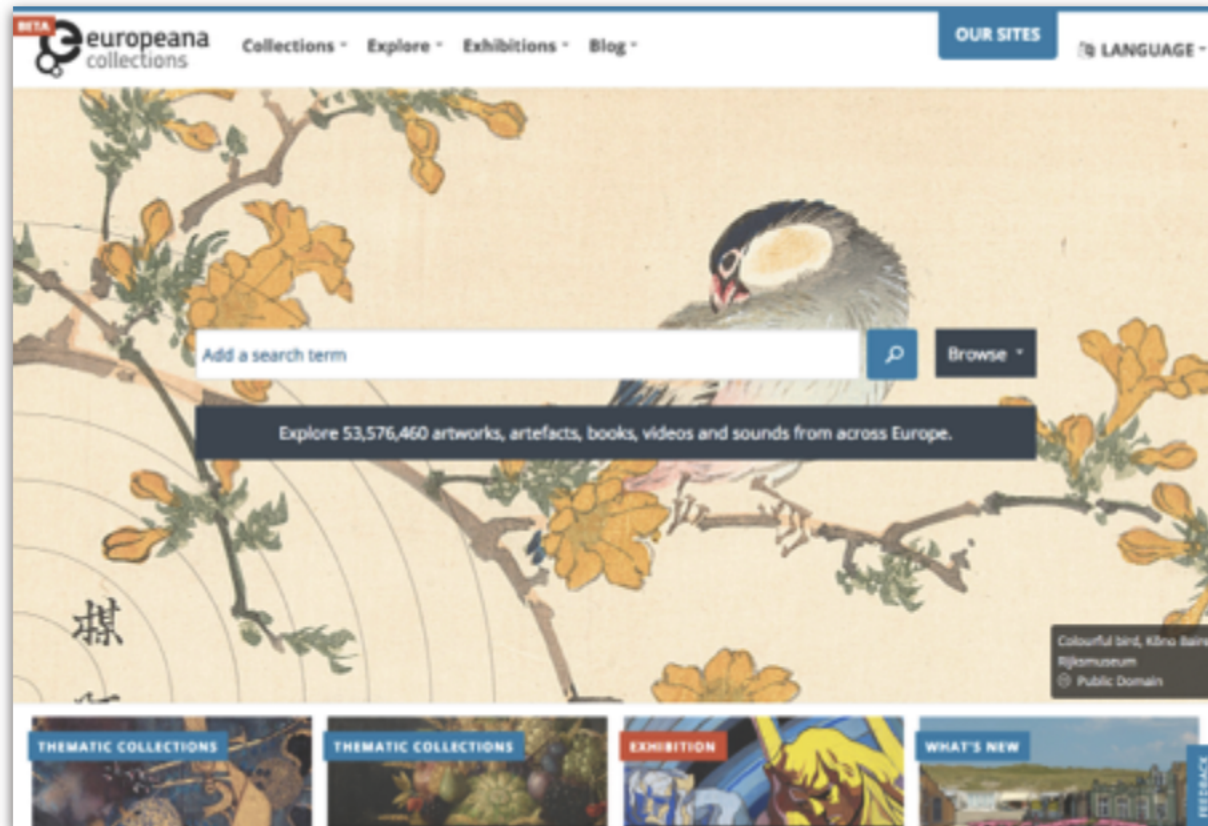 BETA
europeana
collections
Collections
Explore
Exhibitions
Blog
OUR SITES
LANGUAGE
Add a search term
Browse
Explore 53,576,460 artworks, artefacts, books, videos and sounds from across Europe.
Colourful bird, Kōno Baire
Rijksmuseum
Public Domain
THEMATIC COLLECTIONS
THEMATIC COLLECTIONS
EXHIBITION
WHAT'S NEW
FEEDBACK